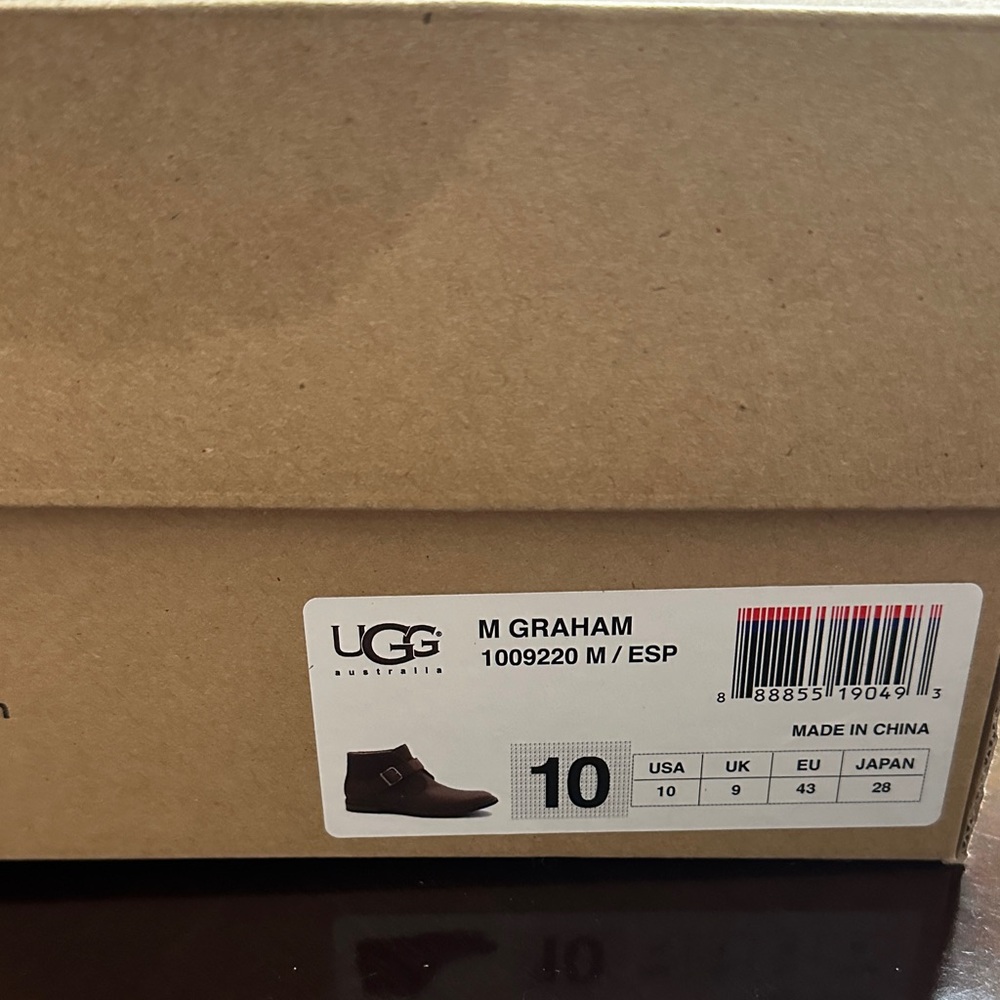 UGG®
australia
M GRAHAM
1009220 M / ESP
8 88855 19049 3
MADE IN CHINA
10
USA UK EU JAPAN
10 9 43 28